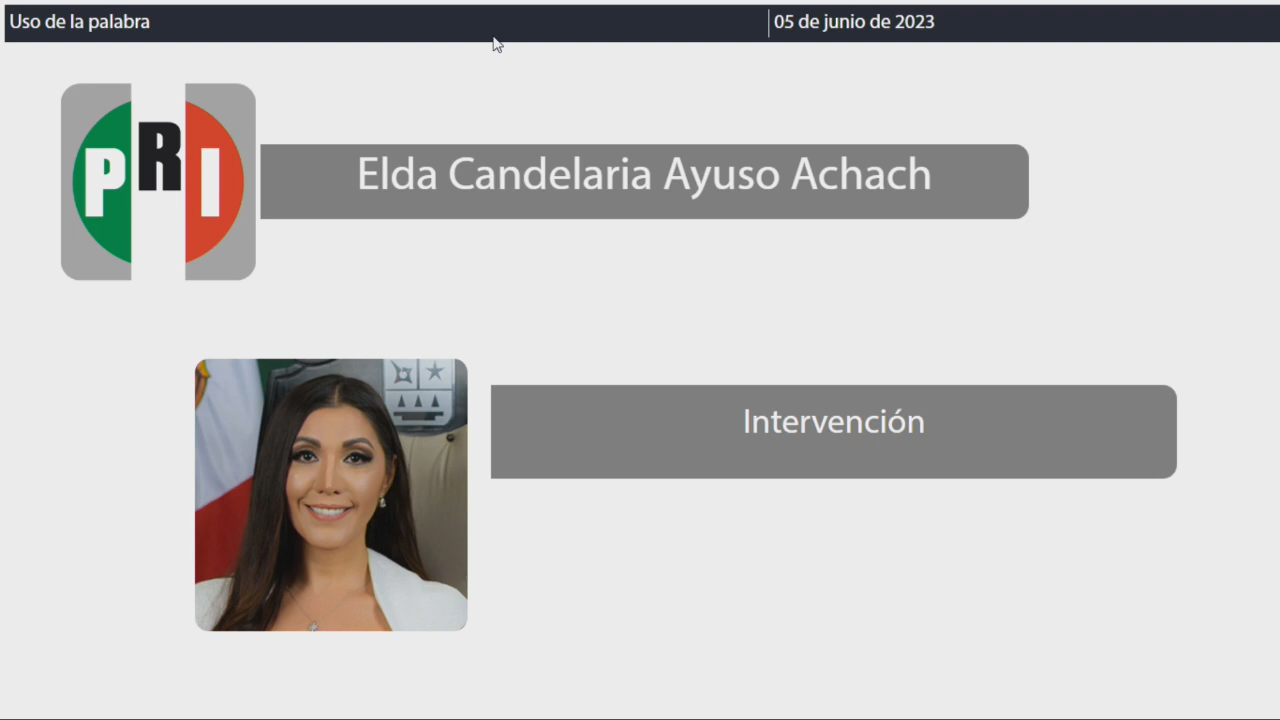 Uso de la palabra
05 de junio de 2023
PRI
Elda Candelaria Ayuso Achach
Intervención